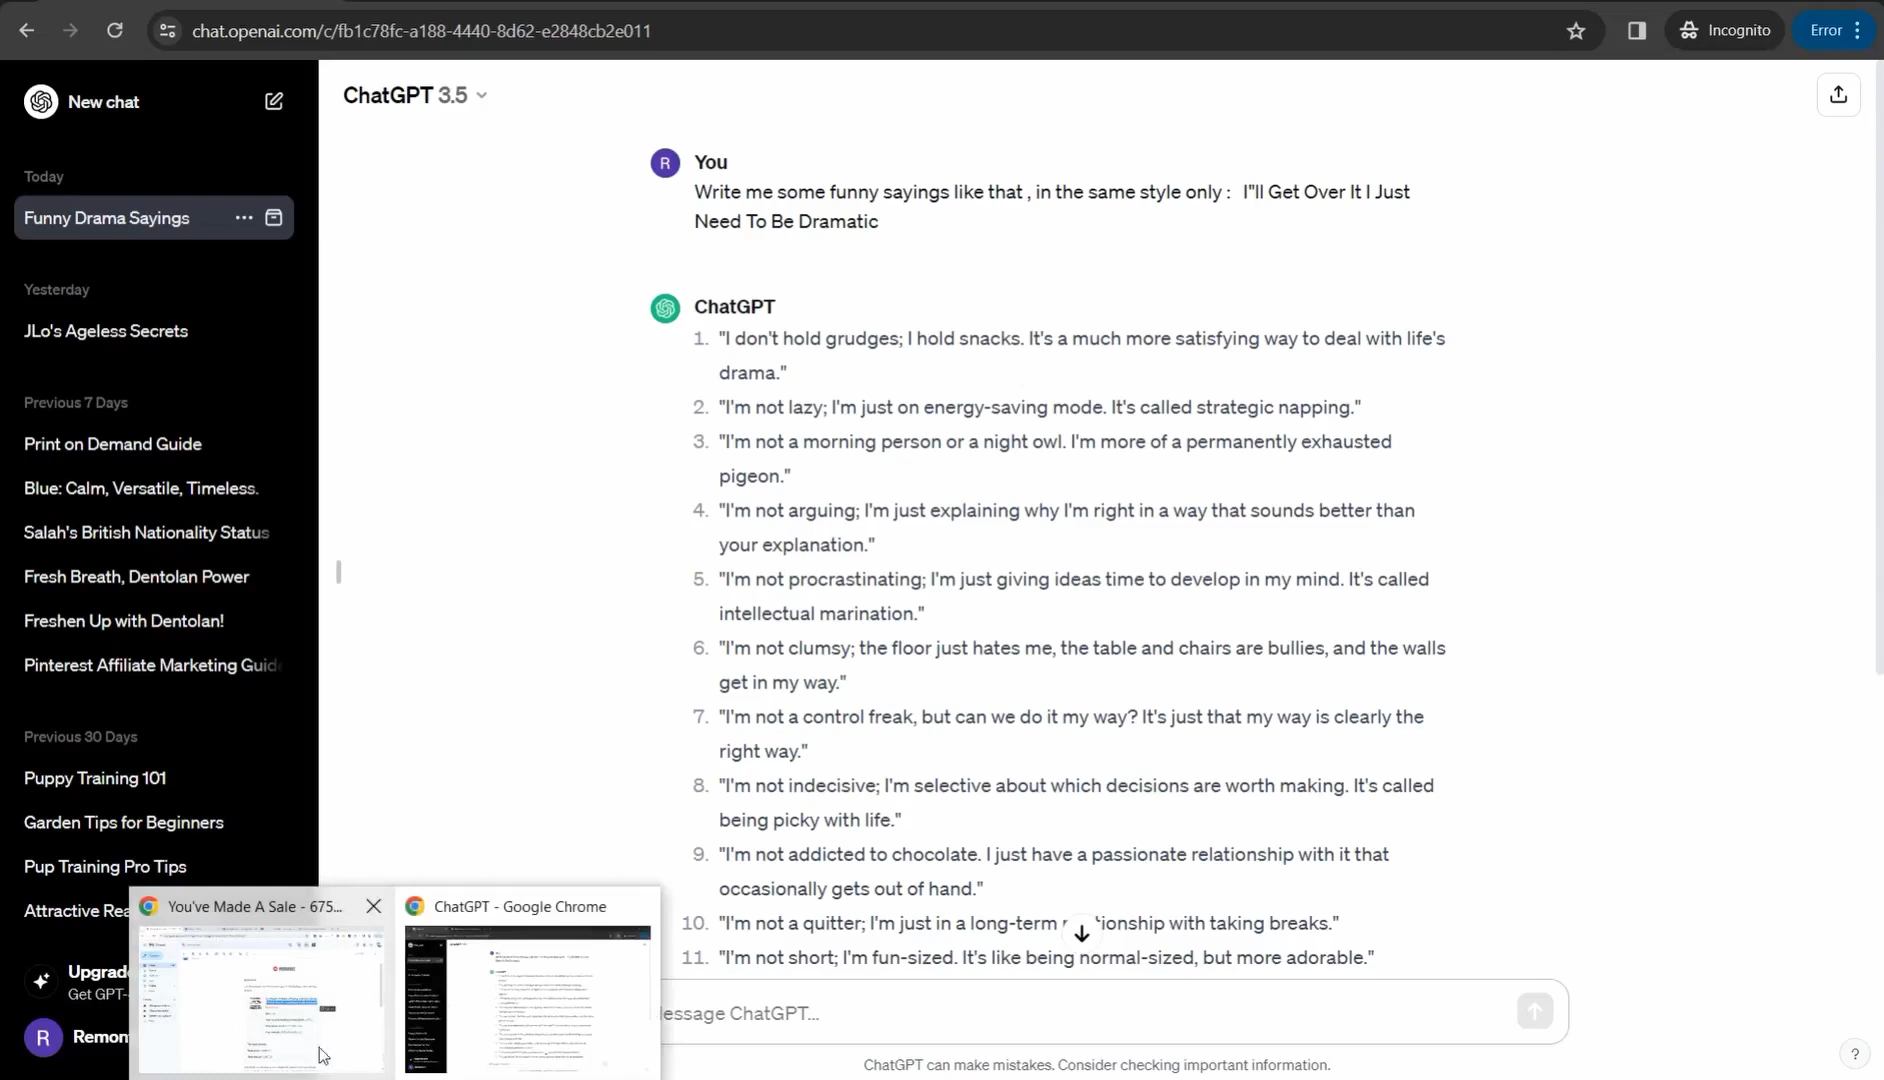 chat.openai.com/c/fb1c78fc-a188-4440-8d62-e2848cb2e011
Incognito
Error
New chat
ChatGPT 3.5
Today
Funny Drama Sayings
Yesterday
JLo's Ageless Secrets
Previous 7 Days
Print on Demand Guide
Blue: Calm, Versatile, Timeless.
Salah's British Nationality Status
Fresh Breath, Dentolan Power
Freshen Up with Dentolan!
Pinterest Affiliate Marketing Guid
Previous 30 Days
Puppy Training 101
Garden Tips for Beginners
Pup Training Pro Tips
Attractive Rea
Upgrad
Get GPT-
R
Remon
R
You
Write me some funny sayings like that , in the same style only : I"ll Get Over It I Just
Need To Be Dramatic
ChatGPT
1. "I don't hold grudges; I hold snacks. It's a much more satisfying way to deal with life's
drama."
2. "I'm not lazy; I'm just on energy-saving mode. It's called strategic napping."
3. "I'm not a morning person or a night owl. I'm more of a permanently exhausted
pigeon."
4. "I'm not arguing; I'm just explaining why I'm right in a way that sounds better than
your explanation."
5. "I'm not procrastinating; I'm just giving ideas time to develop in my mind. It's called
intellectual marination."
6. "I'm not clumsy; the floor just hates me, the table and chairs are bullies, and the walls
get in my way."
7. "I'm not a control freak, but can we do it my way? It's just that my way is clearly the
right way."
8. "I'm not indecisive; I'm selective about which decisions are worth making. It's called
being picky with life."
9. "I'm not addicted to chocolate. I just have a passionate relationship with it that
occasionally gets out of hand."
10. "I'm not a quitter; I'm just in a long-term tionship with taking breaks."
11. "I'm not short; I'm fun-sized. It's like being normal-sized, but more adorable."
You've Made A Sale - 675...
ChatGPT - Google Chrome
essage ChatGPT...
ChatGPT can make mistakes. Consider checking important information.
?